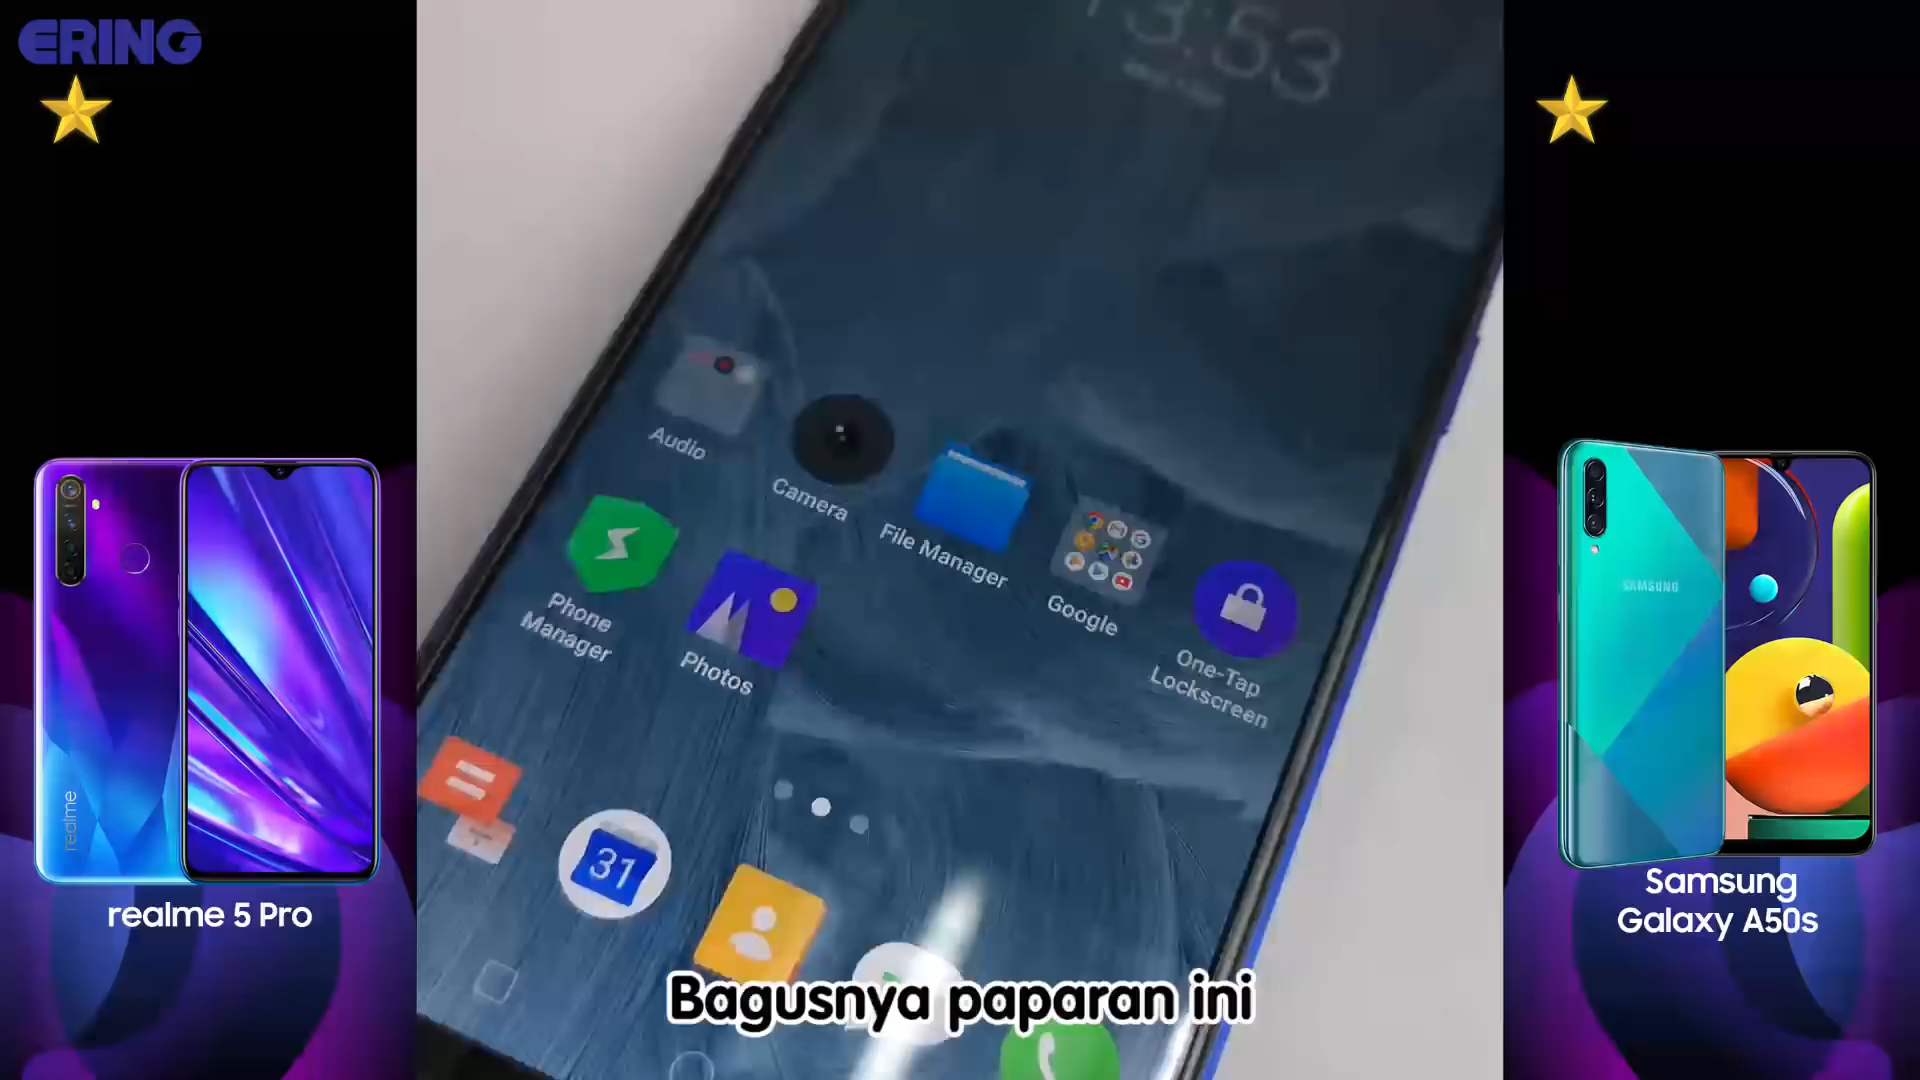 ERING
3:53
Audio
Camera
File Manager
Google
One-Tap
Lockscreen
Phone
Manager
Photos
31
realme
realme 5 Pro
SAMSUNG
Samsung
Galaxy A50s
Bagusnya paparan ini